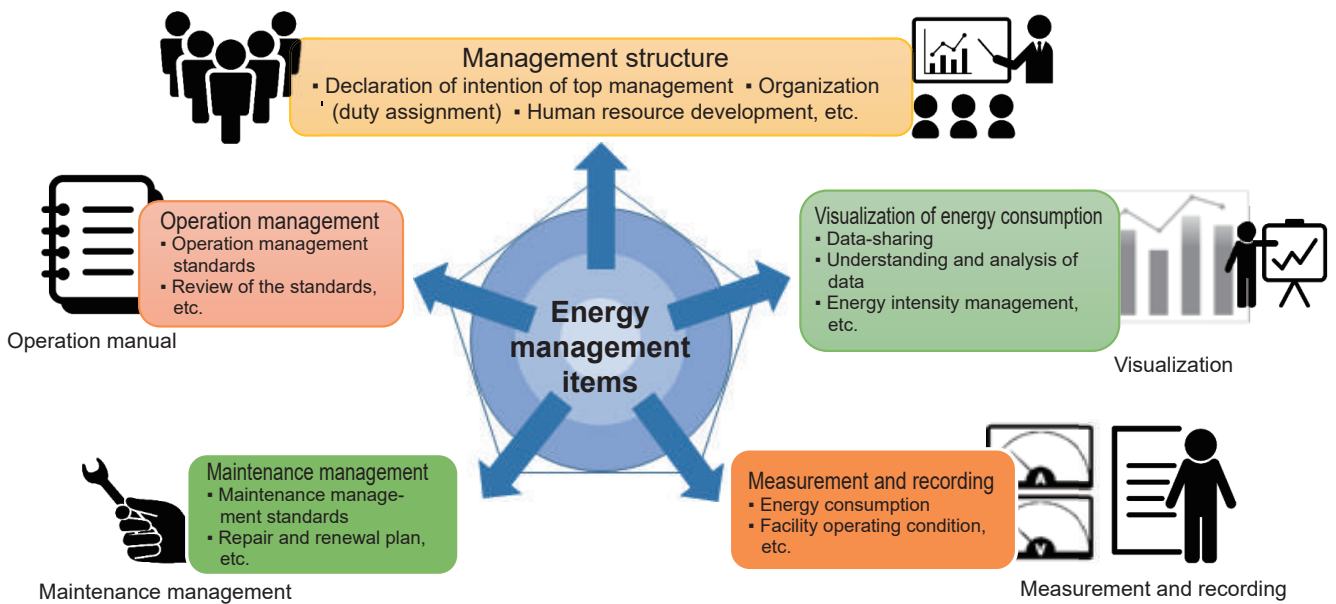 Management structure
▪ Declaration of intention of top management ▪ Organization
(duty assignment) ▪ Human resource development, etc.
Operation management
▪ Operation management
standards
▪ Review of the standards,
etc.
Operation manual
Visualization of energy consumption
▪ Data-sharing
▪ Understanding and analysis of
data
▪ Energy intensity management,
etc.
Visualization
Energy
management
items
Maintenance management
▪ Maintenance manage-
ment standards
▪ Repair and renewal plan,
etc.
Maintenance management
Measurement and recording
▪ Energy consumption
▪ Facility operating condition,
etc.
A
V
Measurement and recording